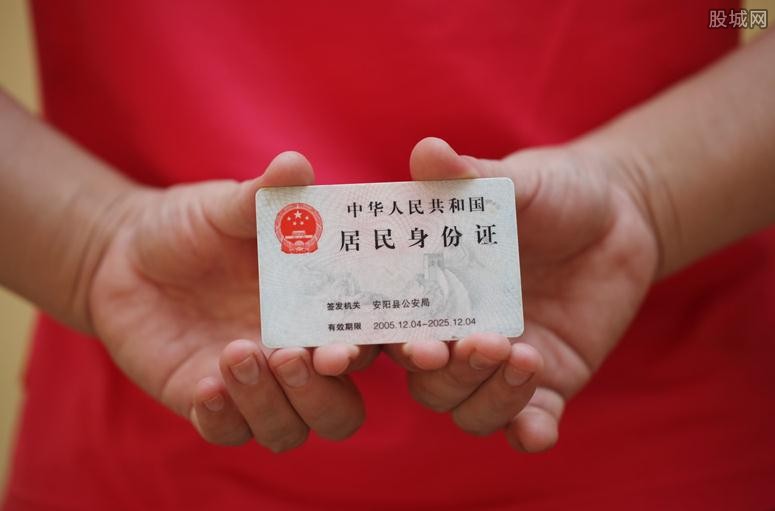 股城网
中华人民共和国
居民身份证
签发机关 安阳县公安局
有效期限 2005.12.04-2025.12.04